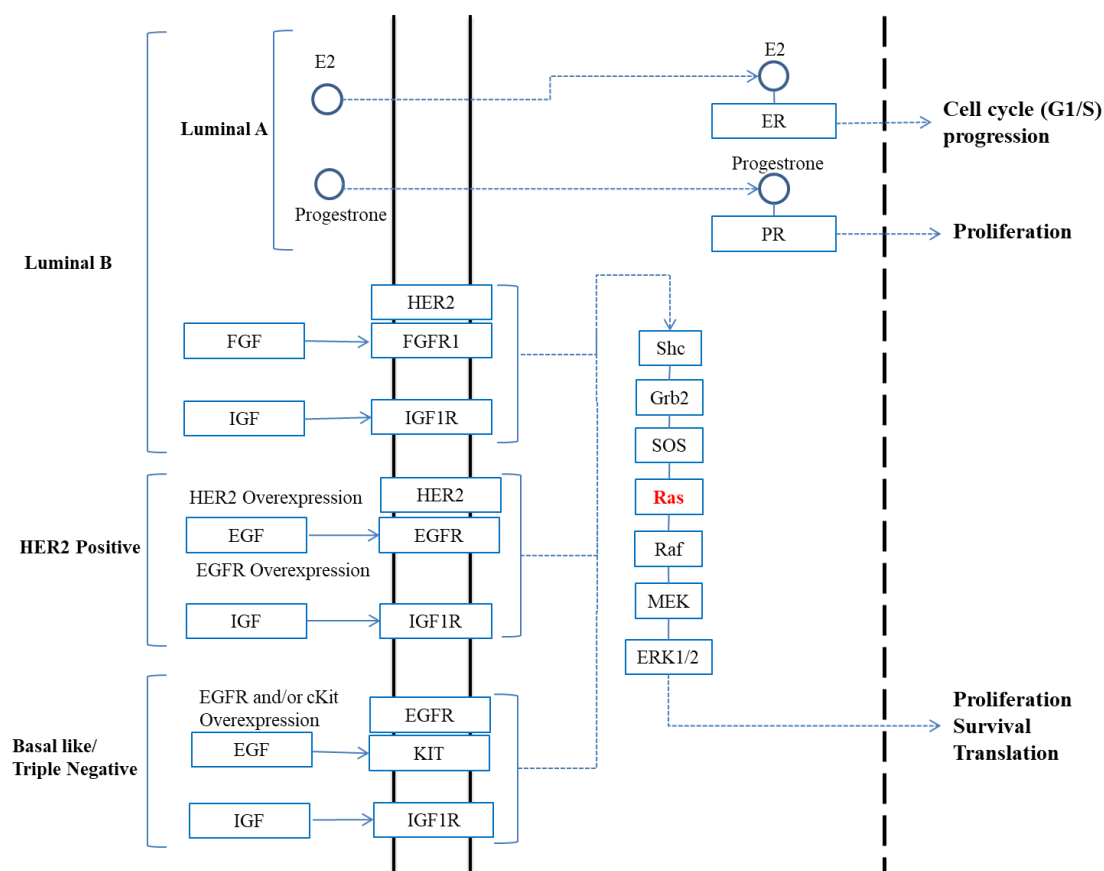 E2
E2
Luminal A
ER
Cell cycle (G1/S)
progression
Progestrone
Progestrone
PR
Proliferation
Luminal B
HER2
FGF
FGFR1
Shc
Grb2
IGF
IGF1R
SOS
HER2 Overexpression
HER2
Ras
HER2 Positive
EGF
EGFR
Raf
EGFR Overexpression
MEK
IGF
IGF1R
ERK1/2
EGFR and/or cKit
Overexpression
EGFR
Basal like/
Triple Negative
EGF
KIT
Proliferation
Survival
Translation
IGF
IGF1R